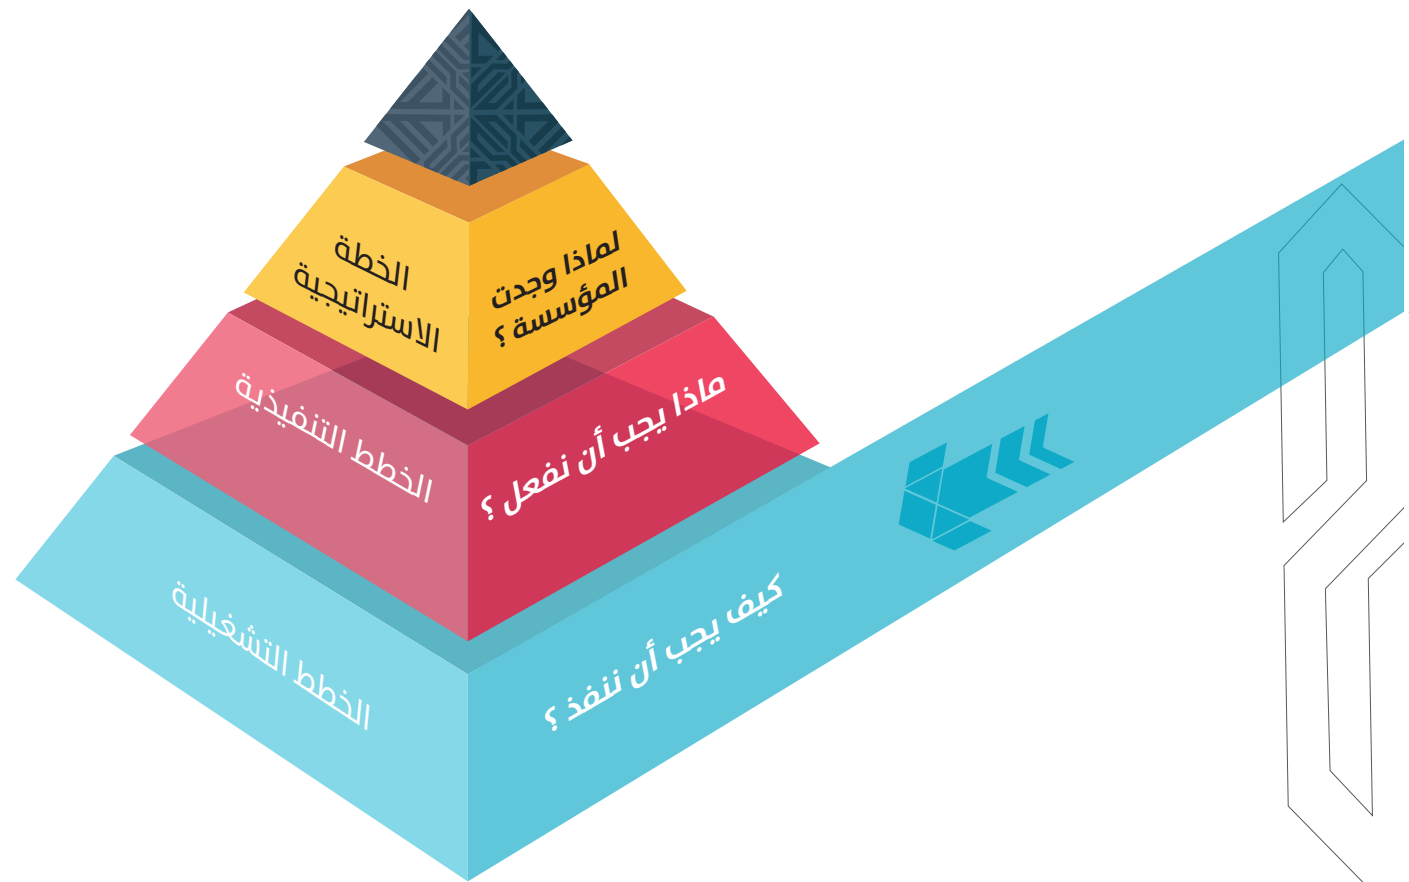 لماذا وجدت
المؤسسة ؟
الخطة
الاستراتيجية
ماذا يجب أن نفعل ؟
الخطط التنفيذية
كيف يجب أن ننفذ ؟
الخطط التشغيلية